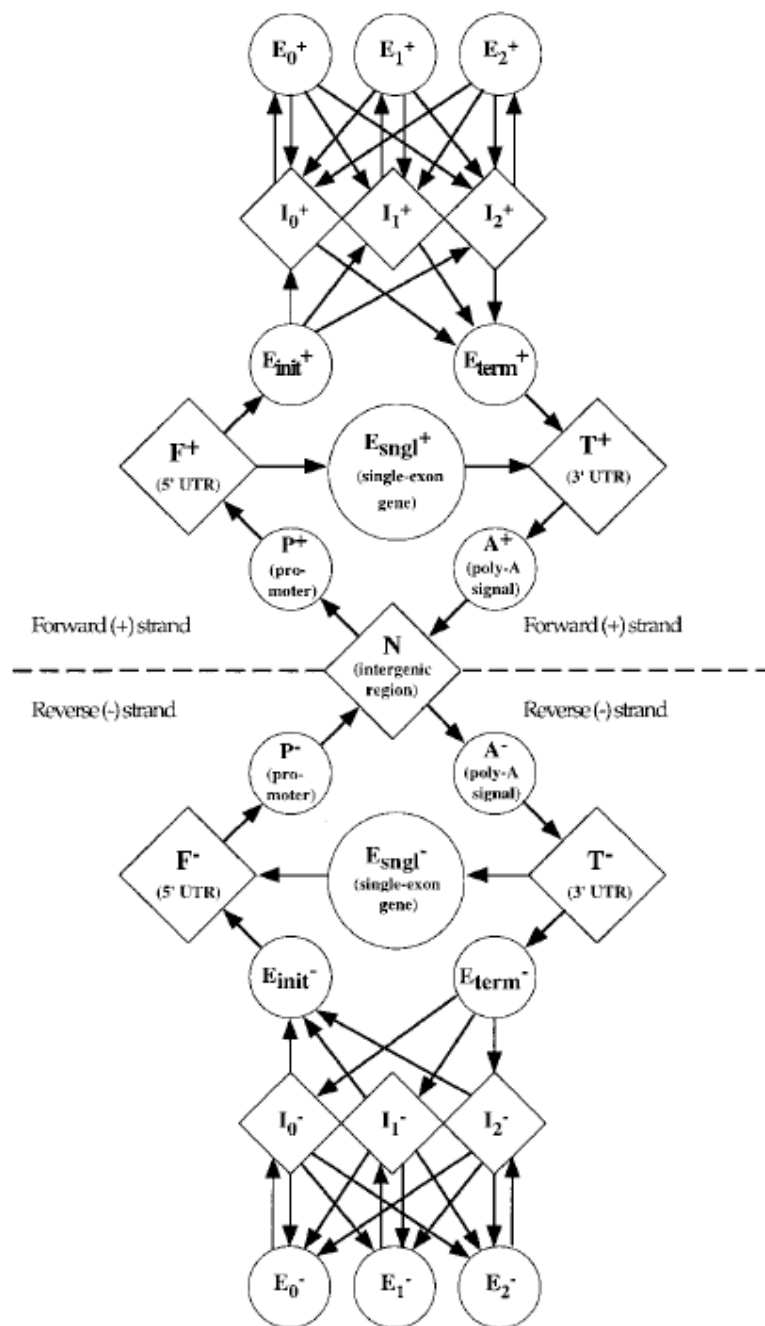 E0+ E1+ E2+
I0+ I1+ I2+
Einit+ Eterm+
F+
(5' UTR)
Esngl+
(single-exon
gene)
T+
(3' UTR)
P+
(pro-
moter)
A+
(poly-A
signal)
Forward (+) strand
Forward (+) strand
N
(intergenic
region)
Reverse (-) strand
Reverse (-) strand
P-
(pro-
moter)
A-
(poly-A
signal)
F-
(5' UTR)
Esngl-
(single-exon
gene)
T-
(3' UTR)
Einit- Eterm-
I0- I1- I2-
E0- E1- E2-